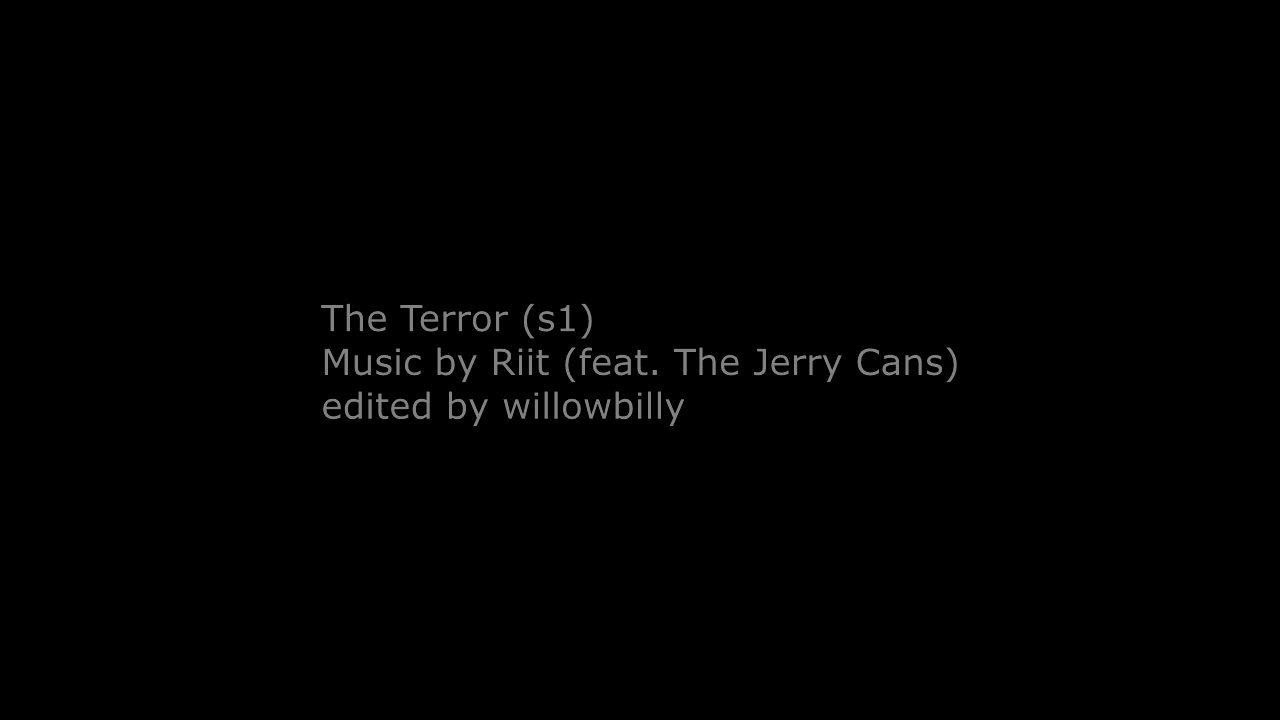 The Terror (s1)
Music by Riit (feat. The Jerry Cans)
edited by willowbilly